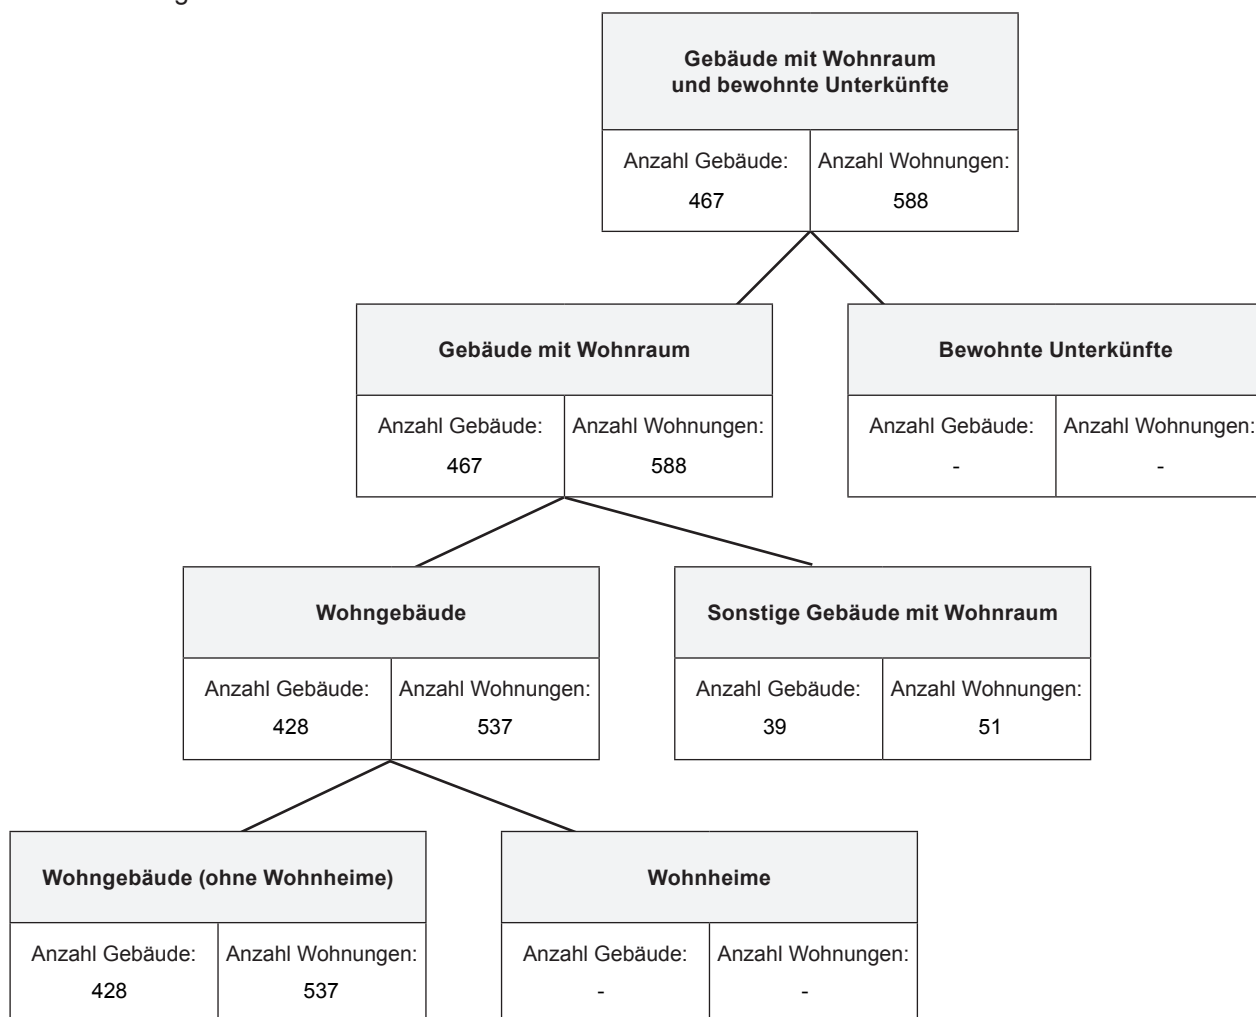 Gebäude mit Wohnraum
und bewohnte Unterkünfte
Anzahl Gebäude: Anzahl Wohnungen:
467 588
Gebäude mit Wohnraum
Anzahl Gebäude: Anzahl Wohnungen:
467 588
Bewohnte Unterkünfte
Anzahl Gebäude: Anzahl Wohnungen:
- -
Wohngebäude
Anzahl Gebäude: Anzahl Wohnungen:
428 537
Sonstige Gebäude mit Wohnraum
Anzahl Gebäude: Anzahl Wohnungen:
39 51
Wohngebäude (ohne Wohnheime)
Anzahl Gebäude: Anzahl Wohnungen:
428 537
Wohnheime
Anzahl Gebäude: Anzahl Wohnungen:
- -